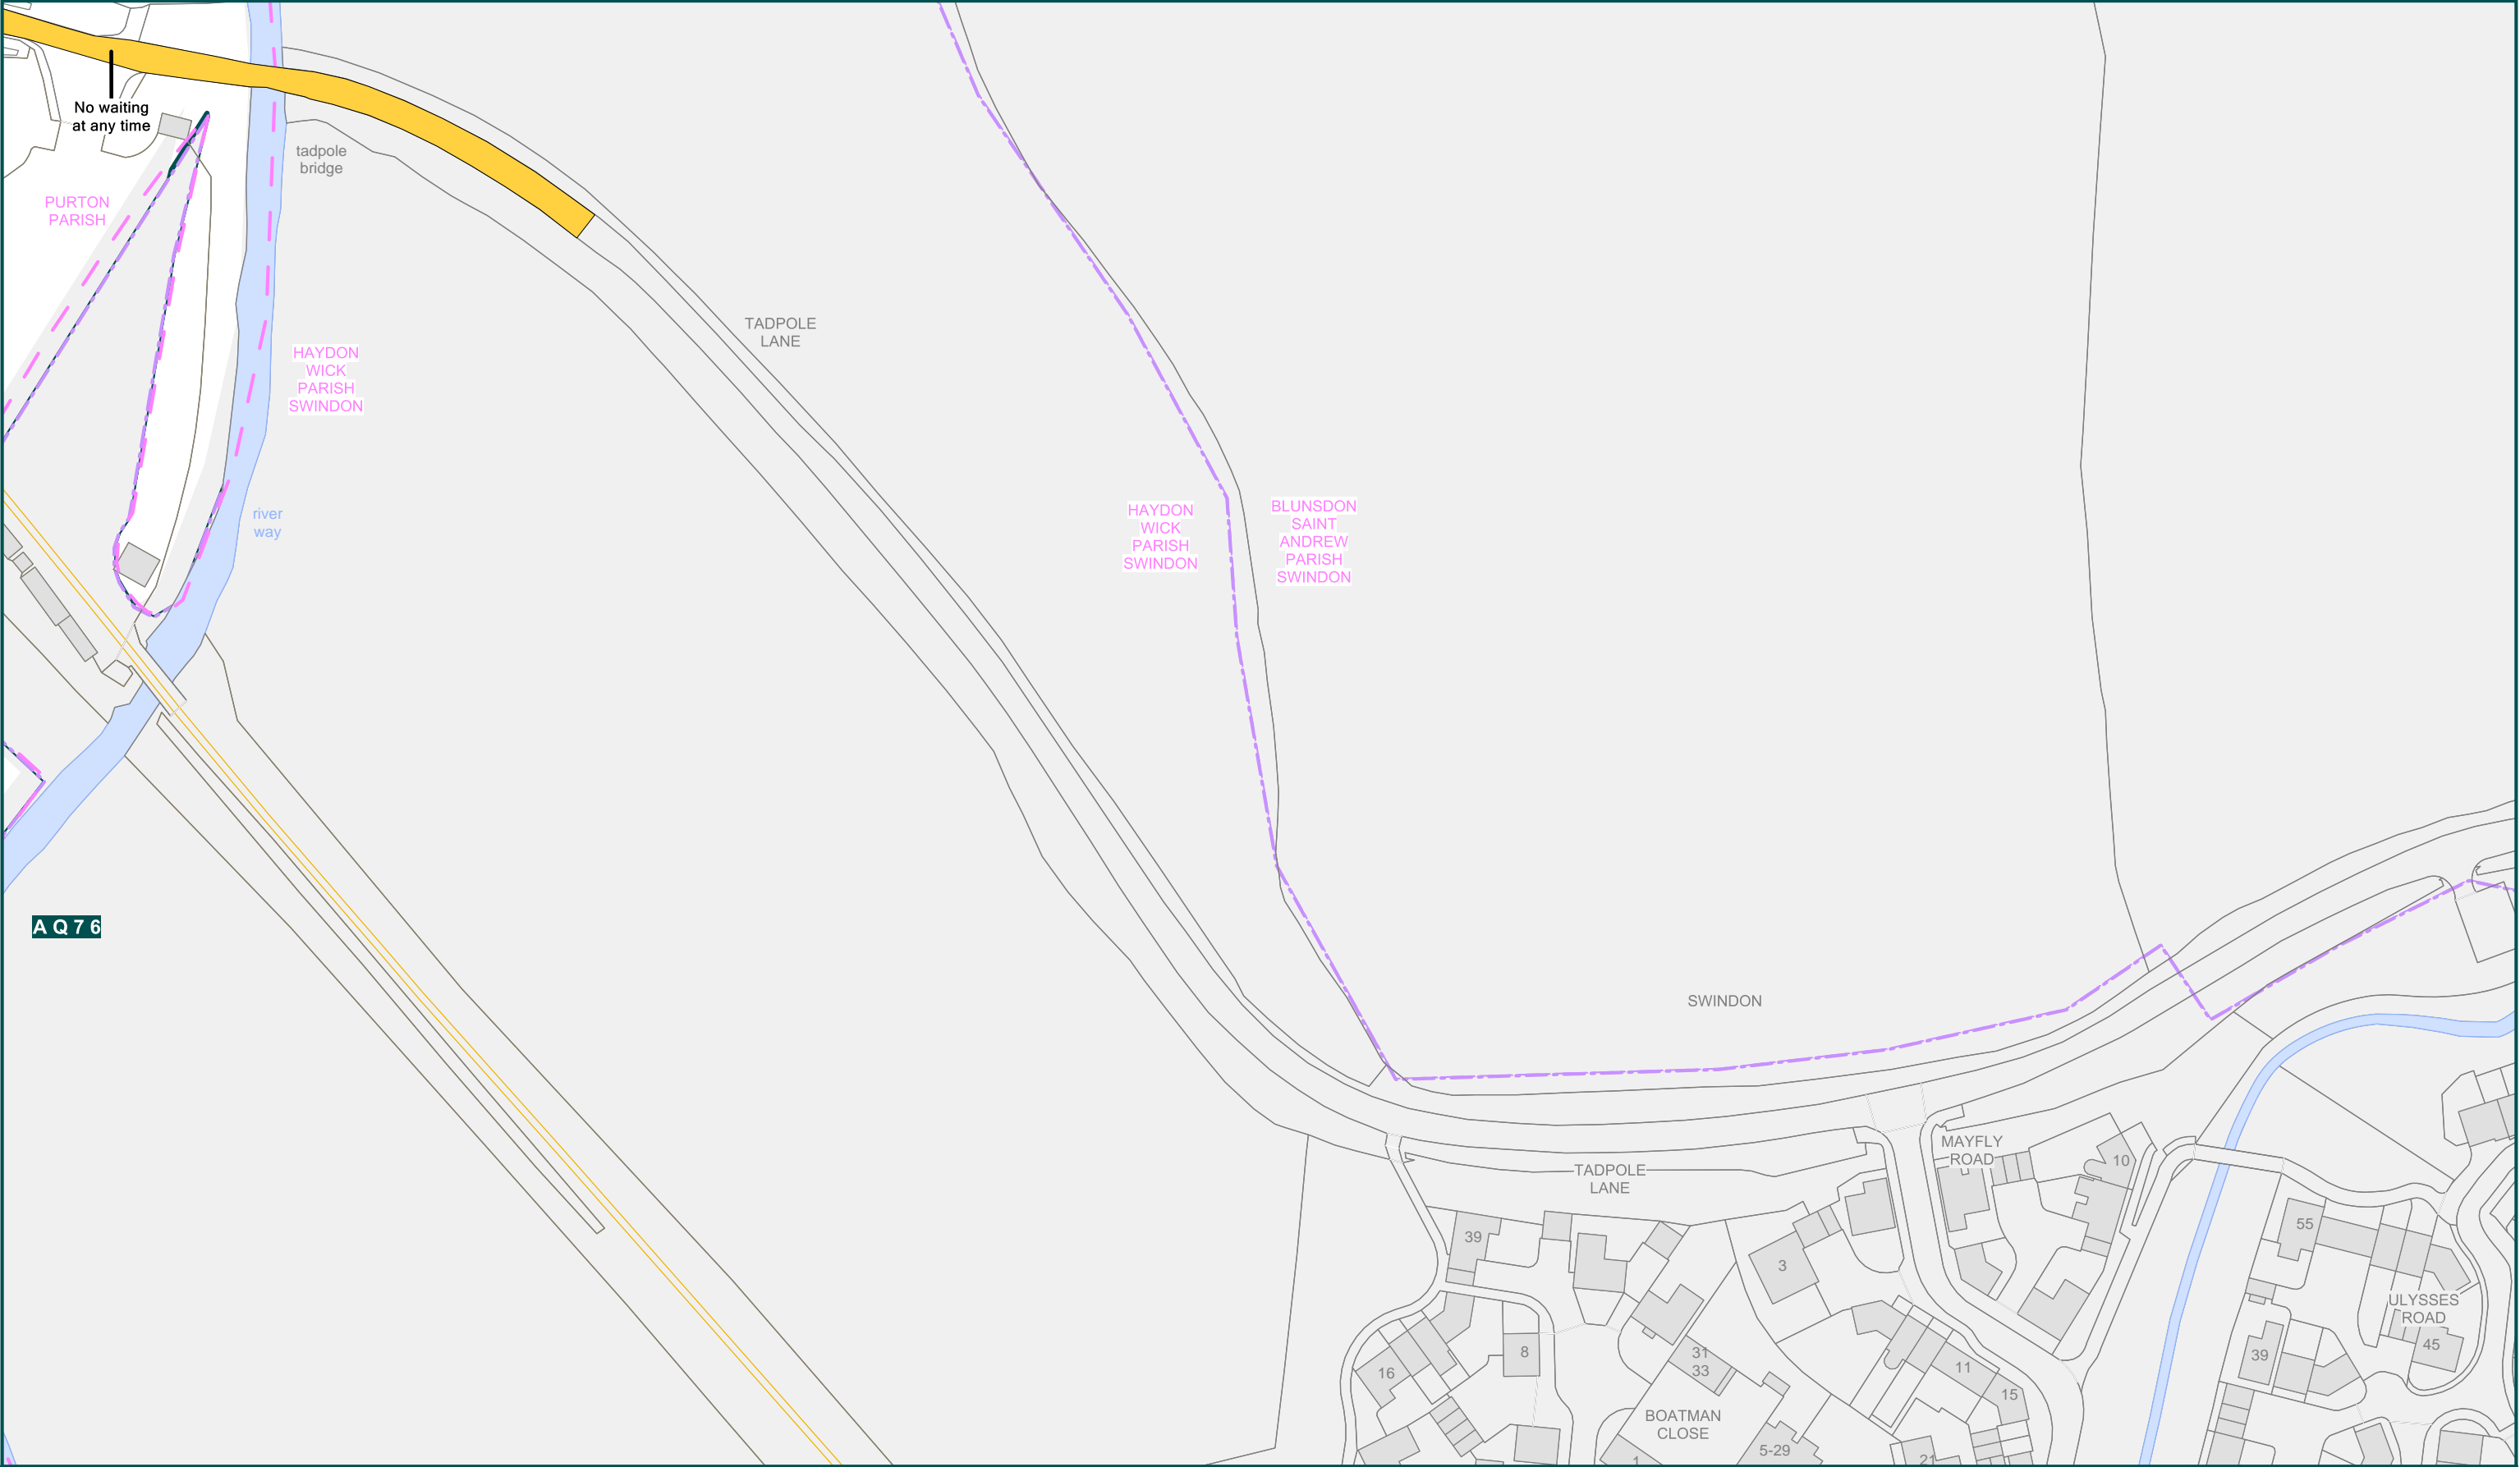 No waiting
at any time
tadpole
bridge
PURTON
PARISH
TADPOLE
LANE
HAYDON
WICK
PARISH
SWINDON
river
way
HAYDON
WICK
PARISH
SWINDON
BLUNSDON
SAINT
ANDREW
PARISH
SWINDON
AQ76
SWINDON
MAYFLY
ROAD
10
TADPOLE
LANE
39
55
3
ULYSSES
ROAD
45
39
31
33
8
16
11
15
BOATMAN
CLOSE
5-29
1
21